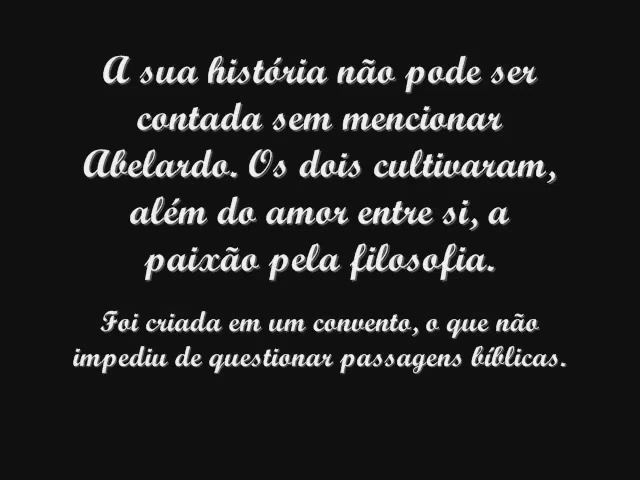 A sua história não pode ser
contada sem mencionar
Abelardo. Os dois cultivaram,
além do amor entre si, a
paixão pela filosofia.
Foi criada em um convento, o que não
impediu de questionar passagens bíblicas.